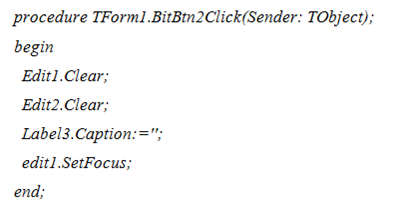 procedure TForm1.BitBtn2Click(Sender: TObject);
begin
Edit1.Clear;
Edit2.Clear;
Label3.Caption:='';
edit1.SetFocus;
end;